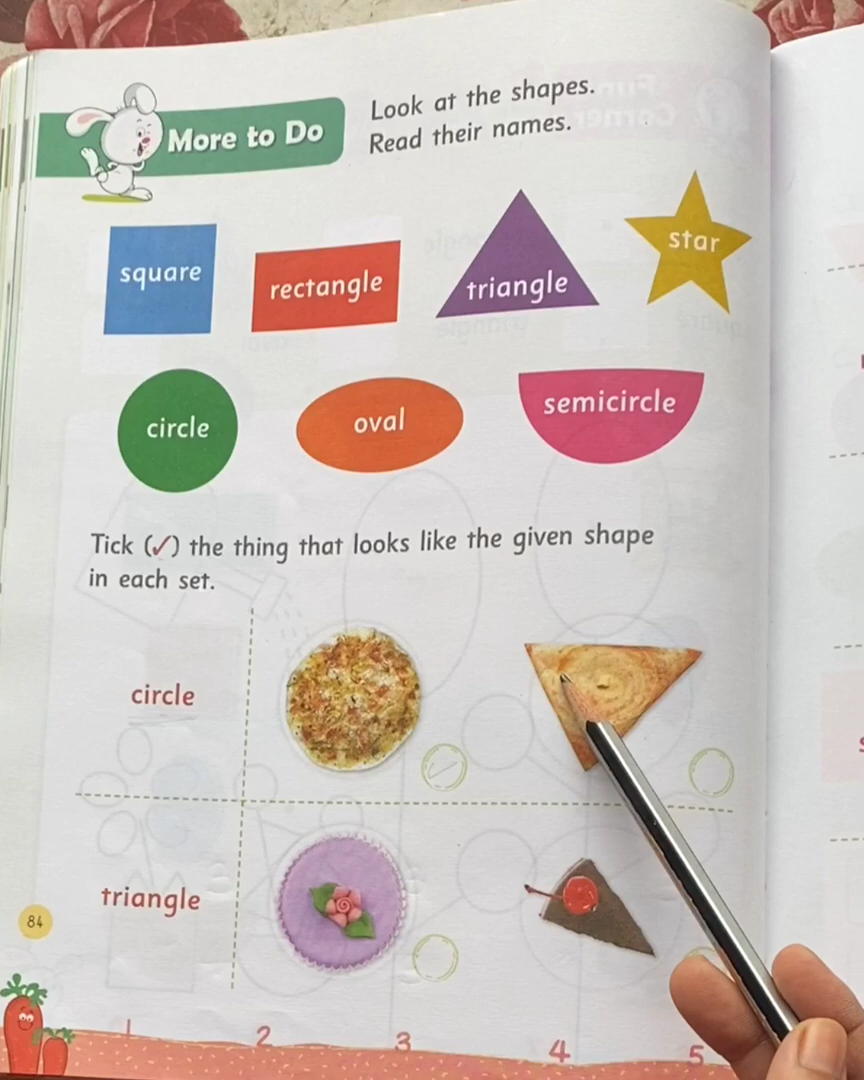 More to Do
Look at the shapes.
Read their names.
square
rectangle
triangle
star
circle
oval
semicircle
Tick (✓) the thing that looks like the given shape
in each set.
circle
triangle
84
1 2 3 4 5